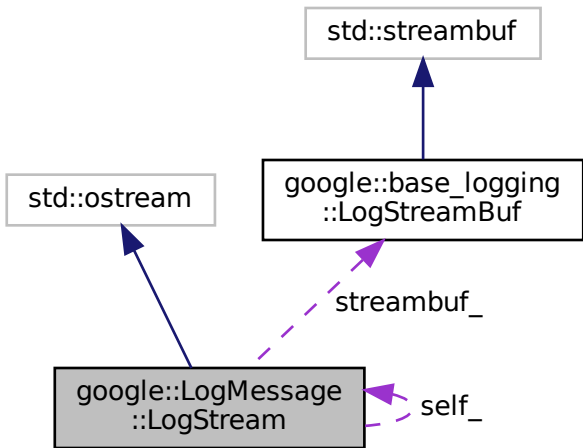 std::streambuf
std::ostream
google::base_logging
::LogStreamBuf
streambuf_
google::LogMessage
::LogStream
self_